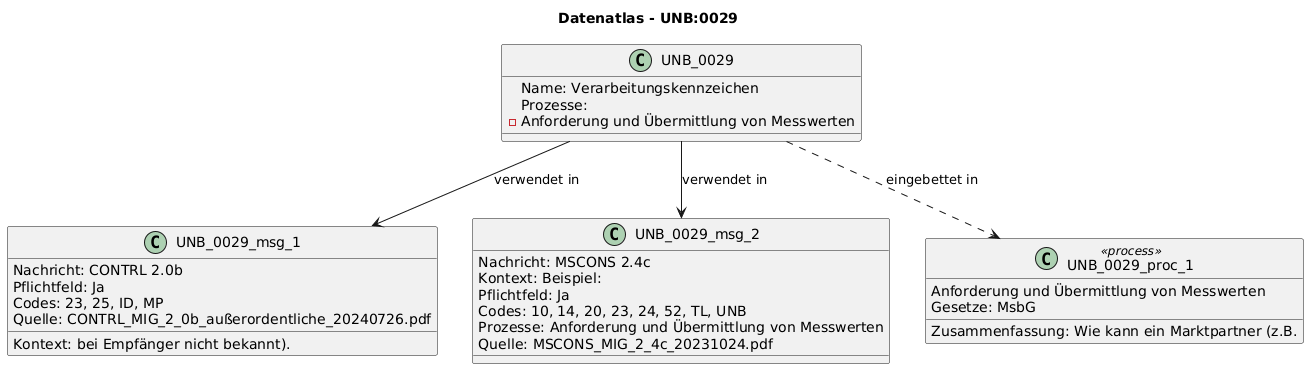 Datenatlas - UNB:0029
C UNB_0029
Name: Verarbeitungskennzeichen
Prozesse:
Anforderung und Übermittlung von Messwerten
verwendet in
verwendet in
eingebettet in
C UNB_0029_msg_1
Nachricht: CONTRL 2.0b
Pflichtfeld: Ja
Codes: 23, 25, ID, MP
Quelle: CONTRL_MIG_2_0b_außerordentliche_20240726.pdf
Kontext: bei Empfänger nicht bekannt).
C UNB_0029_msg_2
Nachricht: MSCONS 2.4c
Kontext: Beispiel:
Pflichtfeld: Ja
Codes: 10, 14, 20, 23, 24, 52, TL, UNB
Prozesse: Anforderung und Übermittlung von Messwerten
Quelle: MSCONS_MIG_2_4c_20231024.pdf
«process»
C UNB_0029_proc_1
Anforderung und Übermittlung von Messwerten
Gesetze: MsbG
Zusammenfassung: Wie kann ein Marktpartner (z.B.